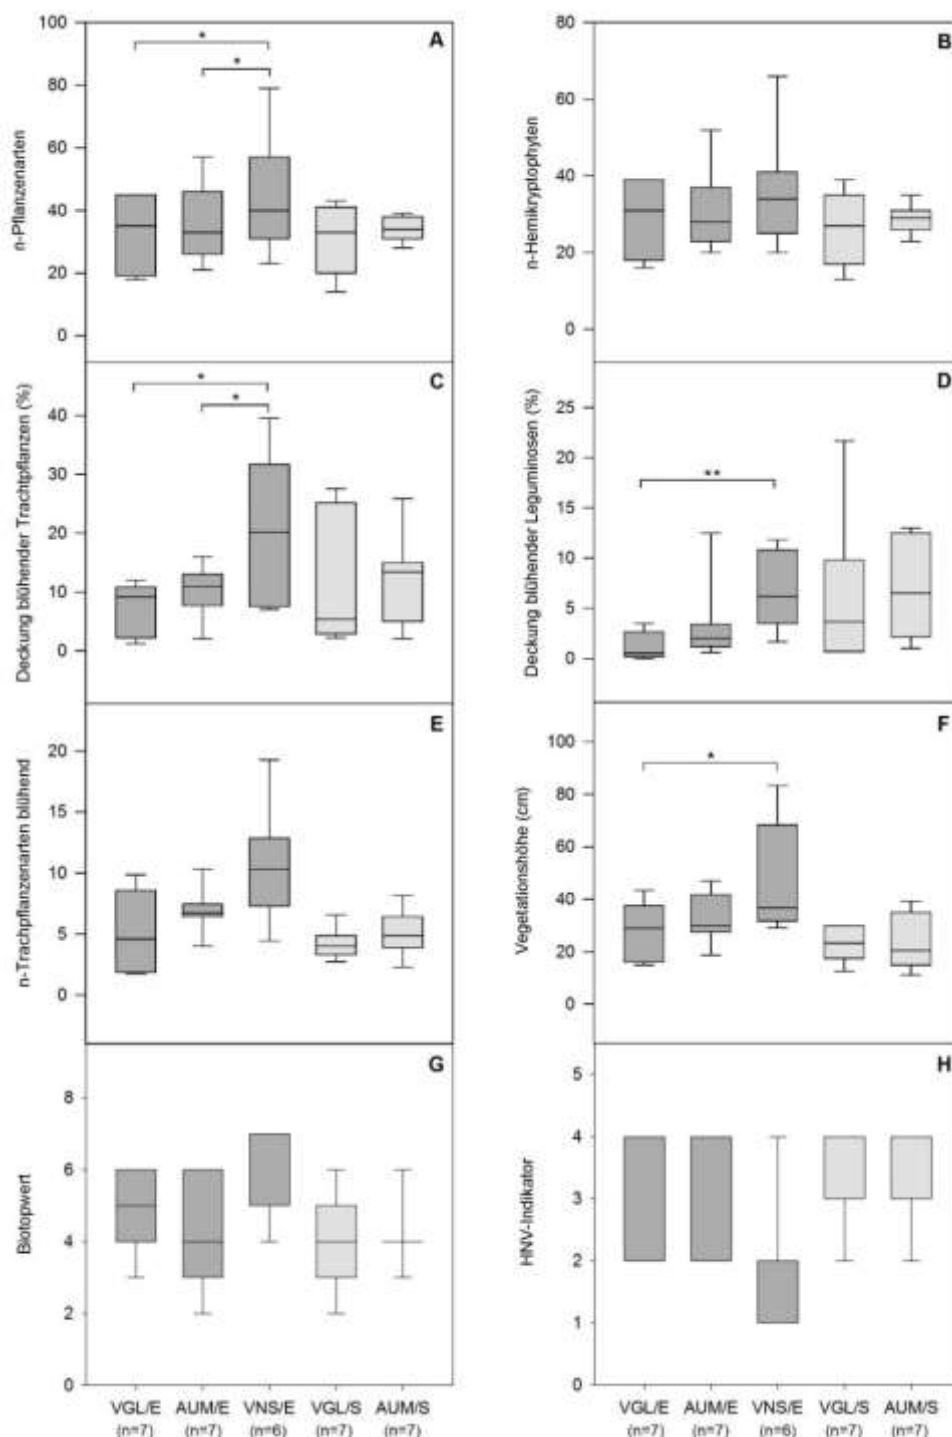 A
n-Pflanzenarten
100
80
60
40
20
0
*
*
B
n-Hemikryptophyten
80
60
40
20
0
C
Deckung blühender Trachtpflanzen (%)
40
30
20
10
0
*
*
D
Deckung blühender Leguminosen (%)
25
20
15
10
5
0
**
E
n-Trachpflanzenarten blühend
20
15
10
5
0
F
Vegetationshöhe (cm)
100
80
60
40
20
0
*
G
Biotopwert
8
6
4
2
0
H
HNV-Indikator
5
4
3
2
1
0
VGL/E AUM/E VNS/E VGL/S AUM/S
(n=7) (n=7) (n=6) (n=7) (n=7)
VGL/E AUM/E VNS/E VGL/S AUM/S
(n=7) (n=7) (n=6) (n=7) (n=7)